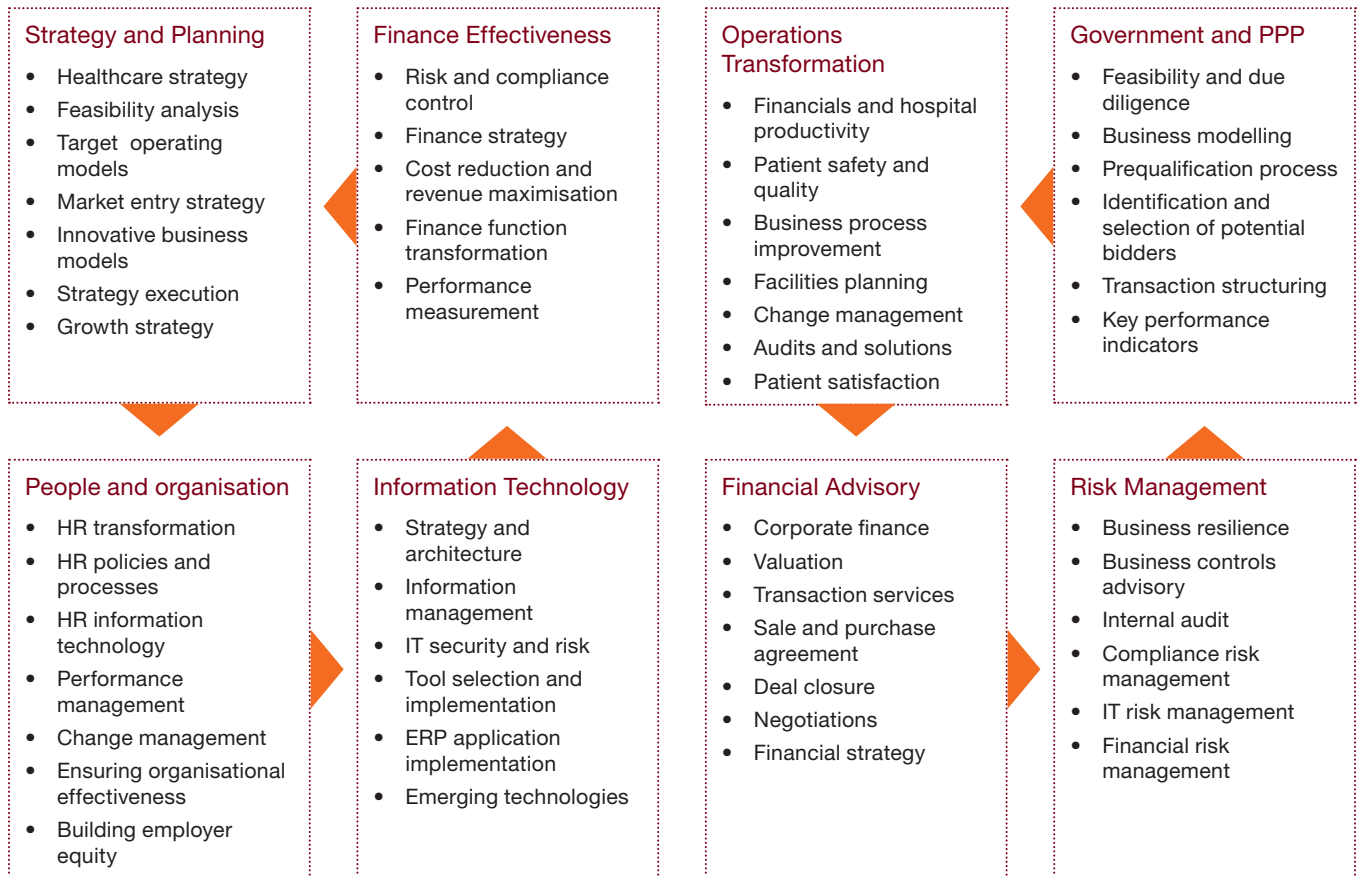 Strategy and Planning
• Healthcare strategy
• Feasibility analysis
• Target operating
models
• Market entry strategy
• Innovative business
models
• Strategy execution
• Growth strategy
Finance Effectiveness
• Risk and compliance
control
• Finance strategy
• Cost reduction and
revenue maximisation
• Finance function
transformation
• Performance
measurement
Operations
Transformation
• Financials and hospital
productivity
• Patient safety and
quality
• Business process
improvement
• Facilities planning
• Change management
• Audits and solutions
• Patient satisfaction
Government and PPP
• Feasibility and due
diligence
• Business modelling
• Prequalification process
• Identification and
selection of potential
bidders
• Transaction structuring
• Key performance
indicators
People and organisation
• HR transformation
• HR policies and
processes
• HR information
technology
• Performance
management
• Change management
• Ensuring organisational
effectiveness
• Building employer
equity
Information Technology
• Strategy and
architecture
• Information
management
• IT security and risk
• Tool selection and
implementation
• ERP application
implementation
• Emerging technologies
Financial Advisory
• Corporate finance
• Valuation
• Transaction services
• Sale and purchase
agreement
• Deal closure
• Negotiations
• Financial strategy
Risk Management
• Business resilience
• Business controls
advisory
• Internal audit
• Compliance risk
management
• IT risk management
• Financial risk
management